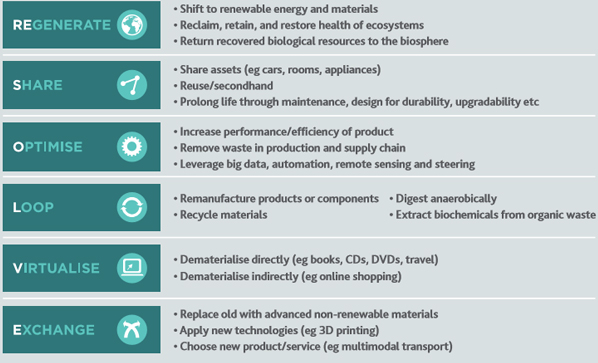 REGENERATE
• Shift to renewable energy and materials
• Reclaim, retain, and restore health of ecosystems
• Return recovered biological resources to the biosphere
SHARE
• Share assets (eg cars, rooms, appliances)
• Reuse/secondhand
• Prolong life through maintenance, design for durability, upgradability etc
OPTIMISE
• Increase performance/efficiency of product
• Remove waste in production and supply chain
• Leverage big data, automation, remote sensing and steering
LOOP
• Remanufacture products or components
• Recycle materials
• Digest anaerobically
• Extract biochemicals from organic waste
VIRTUALISE
• Dematerialise directly (eg books, CDs, DVDs, travel)
• Dematerialise indirectly (eg online shopping)
EXCHANGE
• Replace old with advanced non-renewable materials
• Apply new technologies (eg 3D printing)
• Choose new product/service (eg multimodal transport)